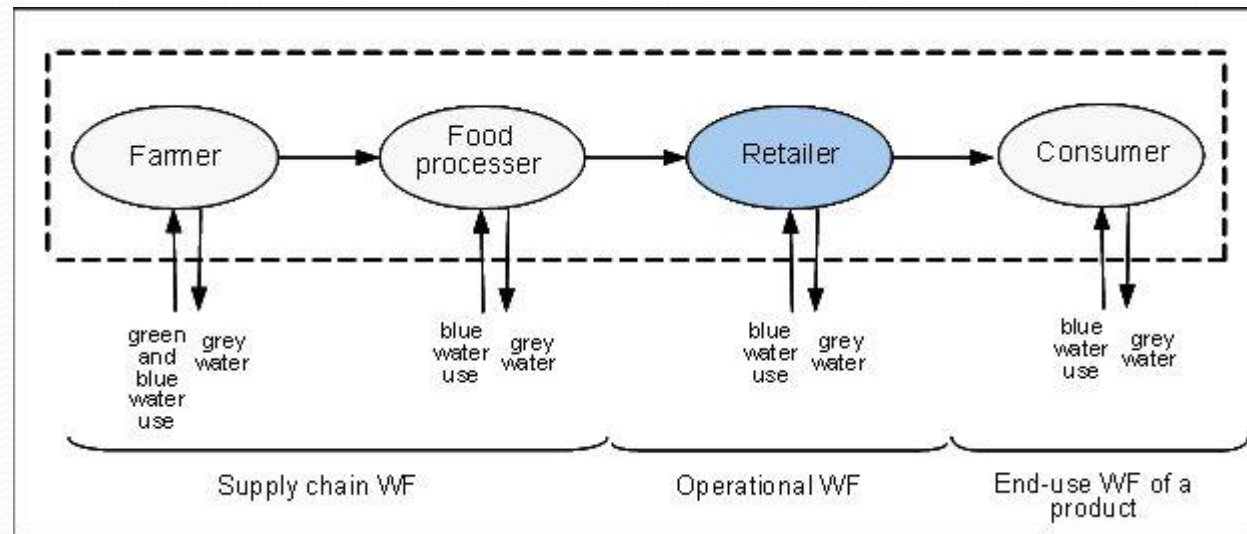 Farmer
Food
processer
Retailer
Consumer
green
and
blue
water
use
grey
water
blue
water
use
grey
water
blue
water
use
grey
water
blue
water
use
grey
water
Supply chain WF
Operational WF
End-use WF of a
product